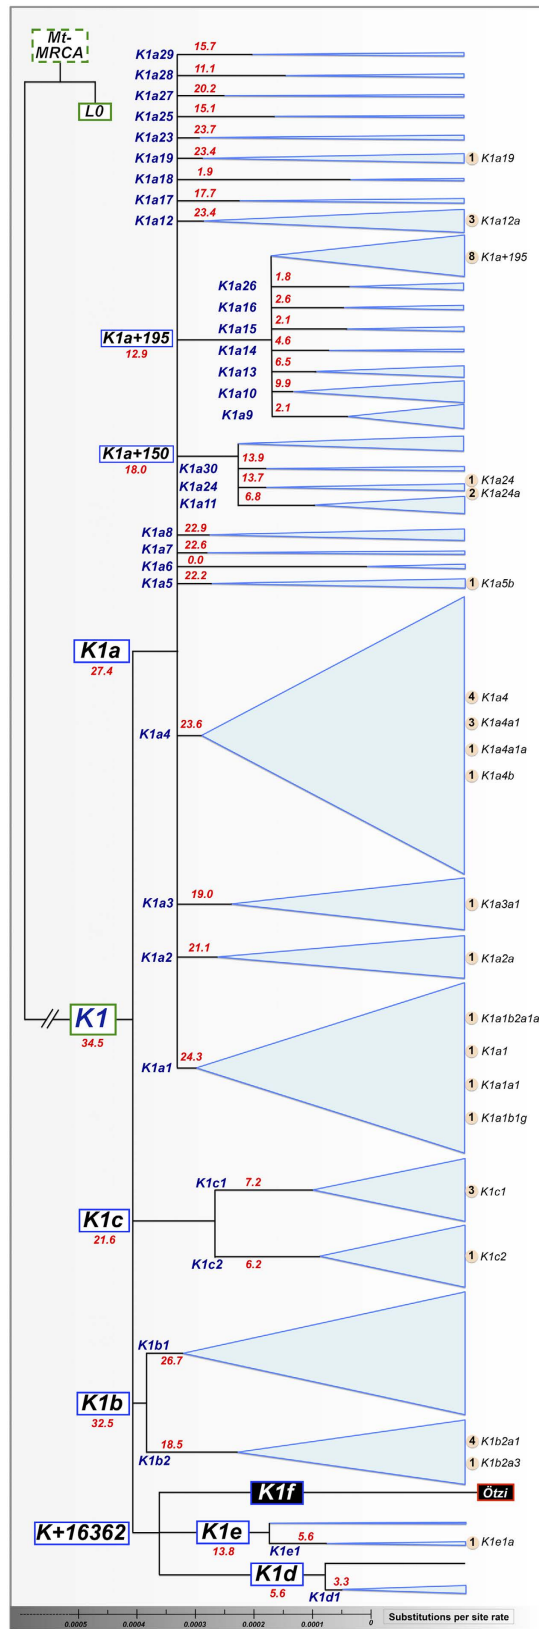 Mt-
MRCA
L0
K1a29 15.7
K1a28 11.1
K1a27 20.2
K1a25 15.1
K1a23 23.7
K1a19 23.4 1 K1a19
K1a18 1.9
K1a17 17.7
K1a12 23.4 3 K1a12a
8 K1a+195
K1a26 1.8
K1a16 2.6
K1a15 2.1
K1a+195
12.9
K1a14 4.6
K1a13 6.5
K1a10 9.9
K1a9 2.1
K1a+150
18.0
K1a30 13.9
K1a24 13.7 1 K1a24
2 K1a24a
K1a11 6.8
K1a8 22.9
K1a7 22.6
K1a6 0.0
K1a5 22.2 1 K1a5b
K1a
27.4
4 K1a4
K1a4 23.6 3 K1a4a1
1 K1a4a1a
1 K1a4b
K1a3 19.0 1 K1a3a1
K1a2 21.1 1 K1a2a
K1
34.5
1 K1a1b2a1a
K1a1 24.3 1 K1a1
1 K1a1a1
1 K1a1b1g
K1c1 7.2 3 K1c1
K1c
21.6
K1c2 6.2 1 K1c2
K1b1
26.7
K1b
32.5
18.5 4 K1b2a1
K1b2 1 K1b2a3
K1f Ötzi
K+16362
K1e
13.8
5.6 1 K1e1a
K1e1
K1d
5.6
3.3
K1d1
0.0005 0.0004 0.0003 0.0002 0.0001 0 Substitutions per site rate